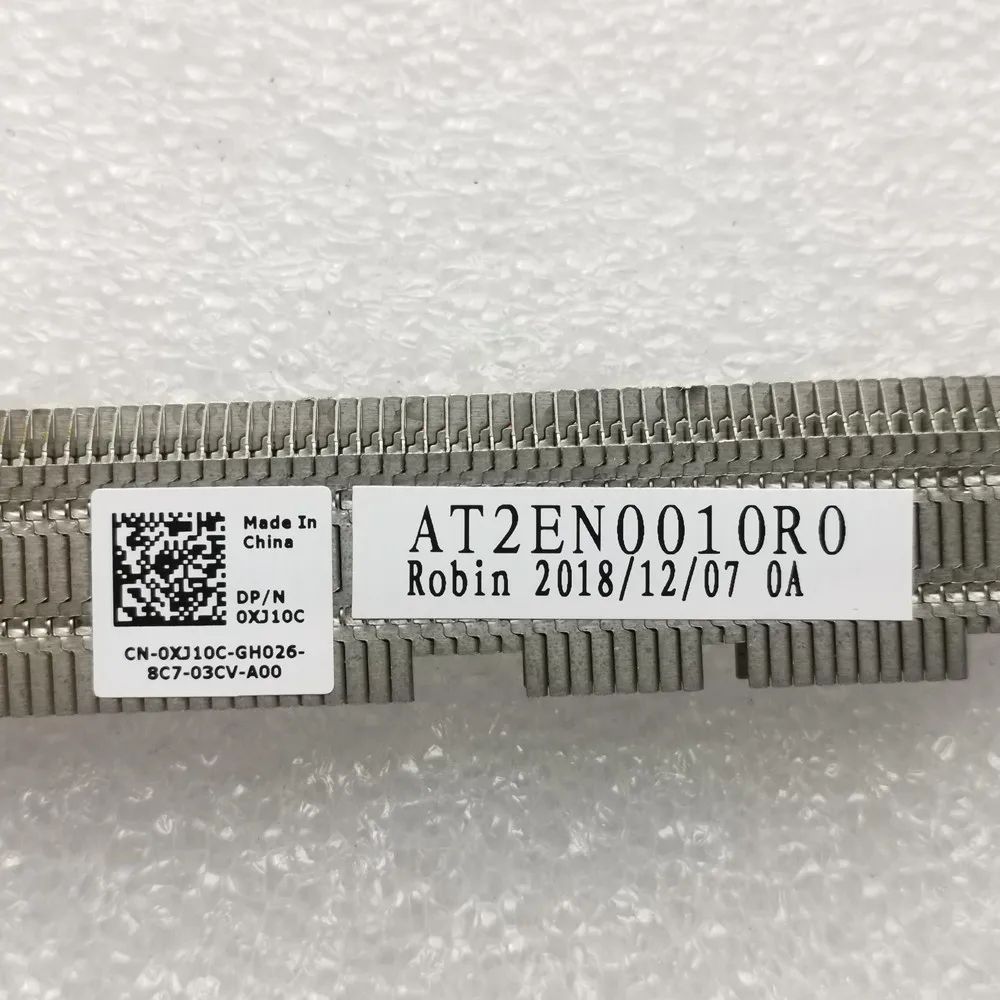 Made In
China
DP/N
0XJ10C
CN-0XJ10C-GH026-
8C7-03CV-A00
AT2EN0010R0
Robin 2018/12/07 0A